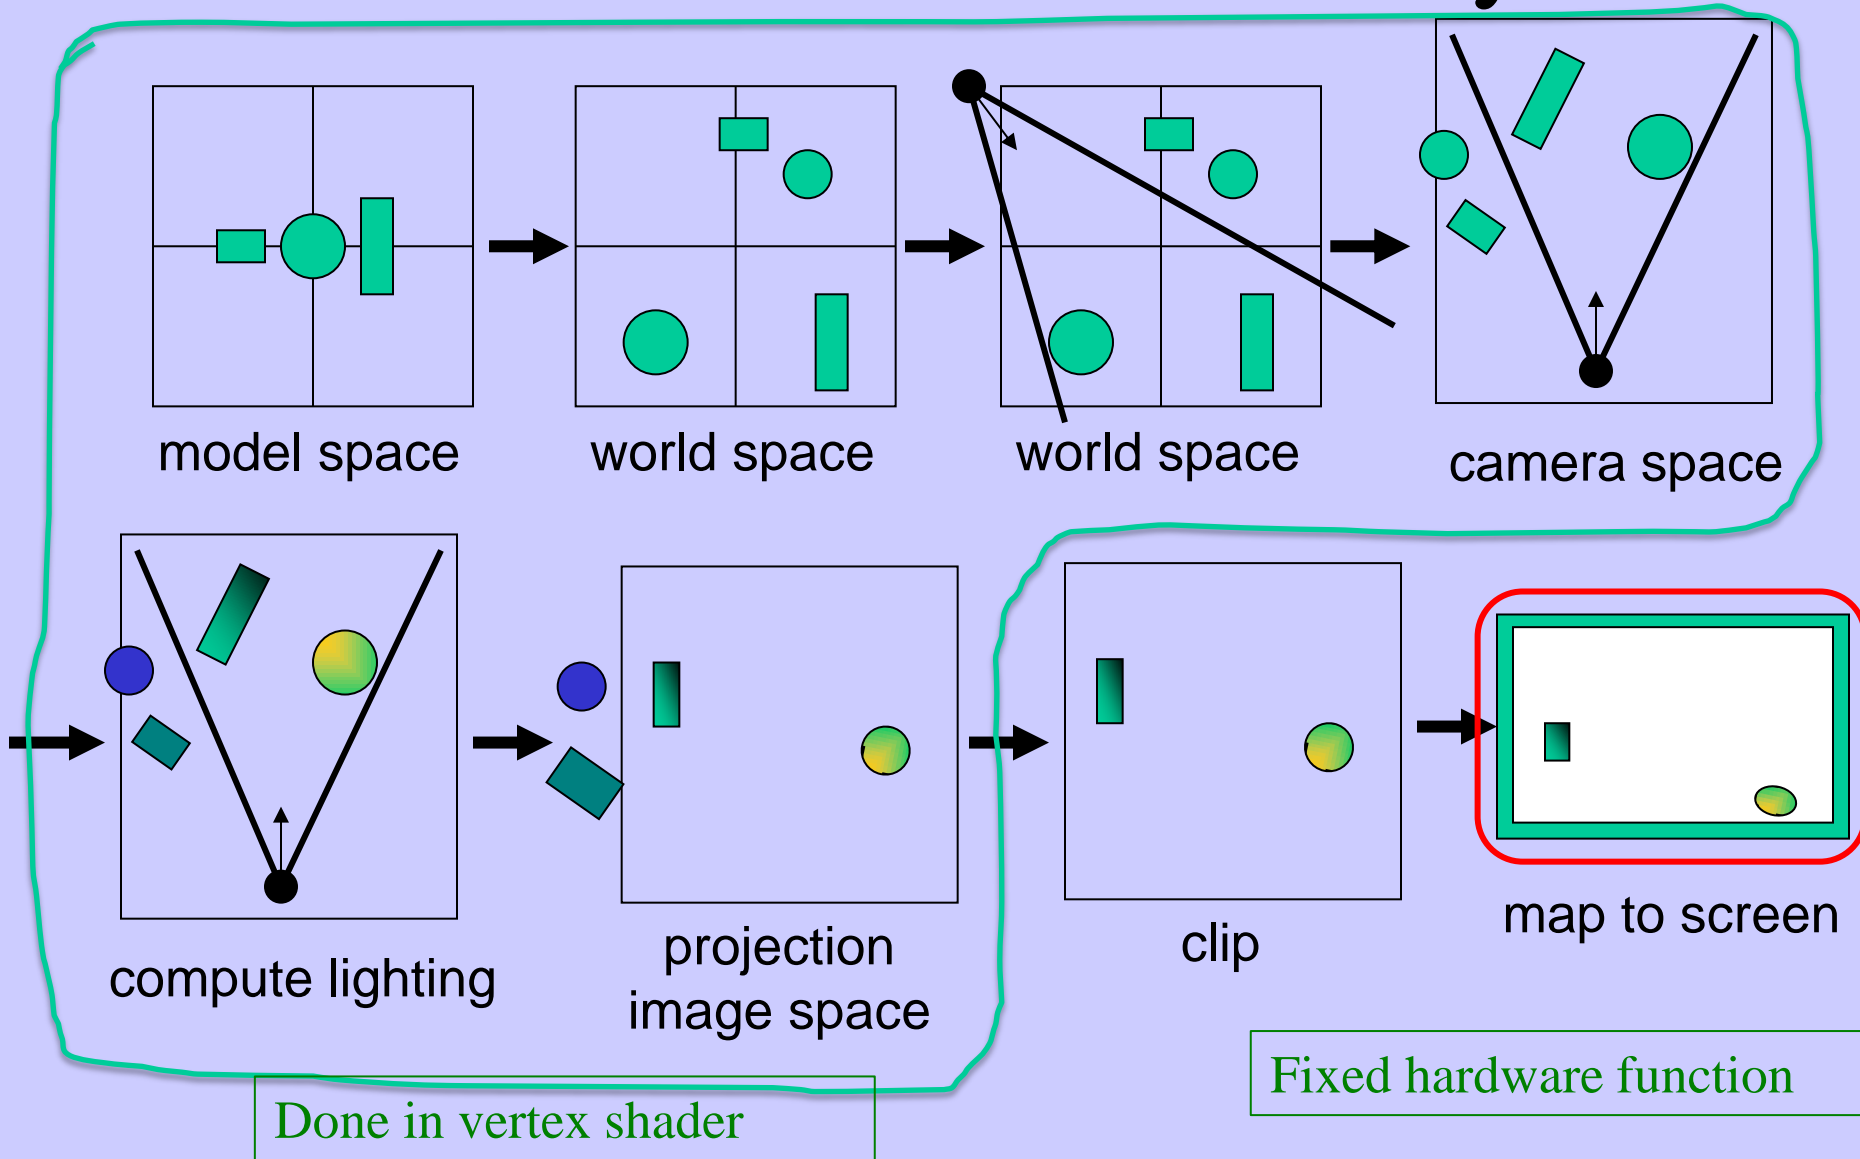 model space
world space
world space
camera space
compute lighting
projection
image space
clip
map to screen
Done in vertex shader
Fixed hardware function